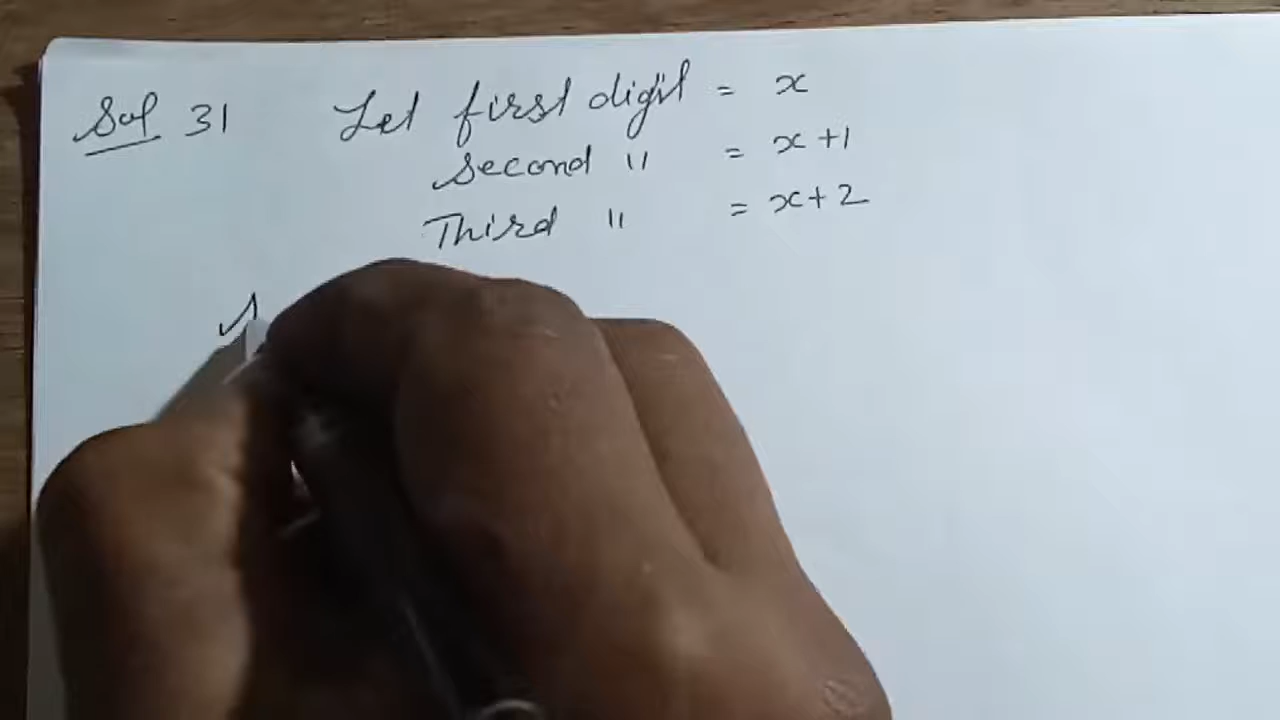 Sol 31 Let first digit = x
Second " = x+1
Third " = x+2